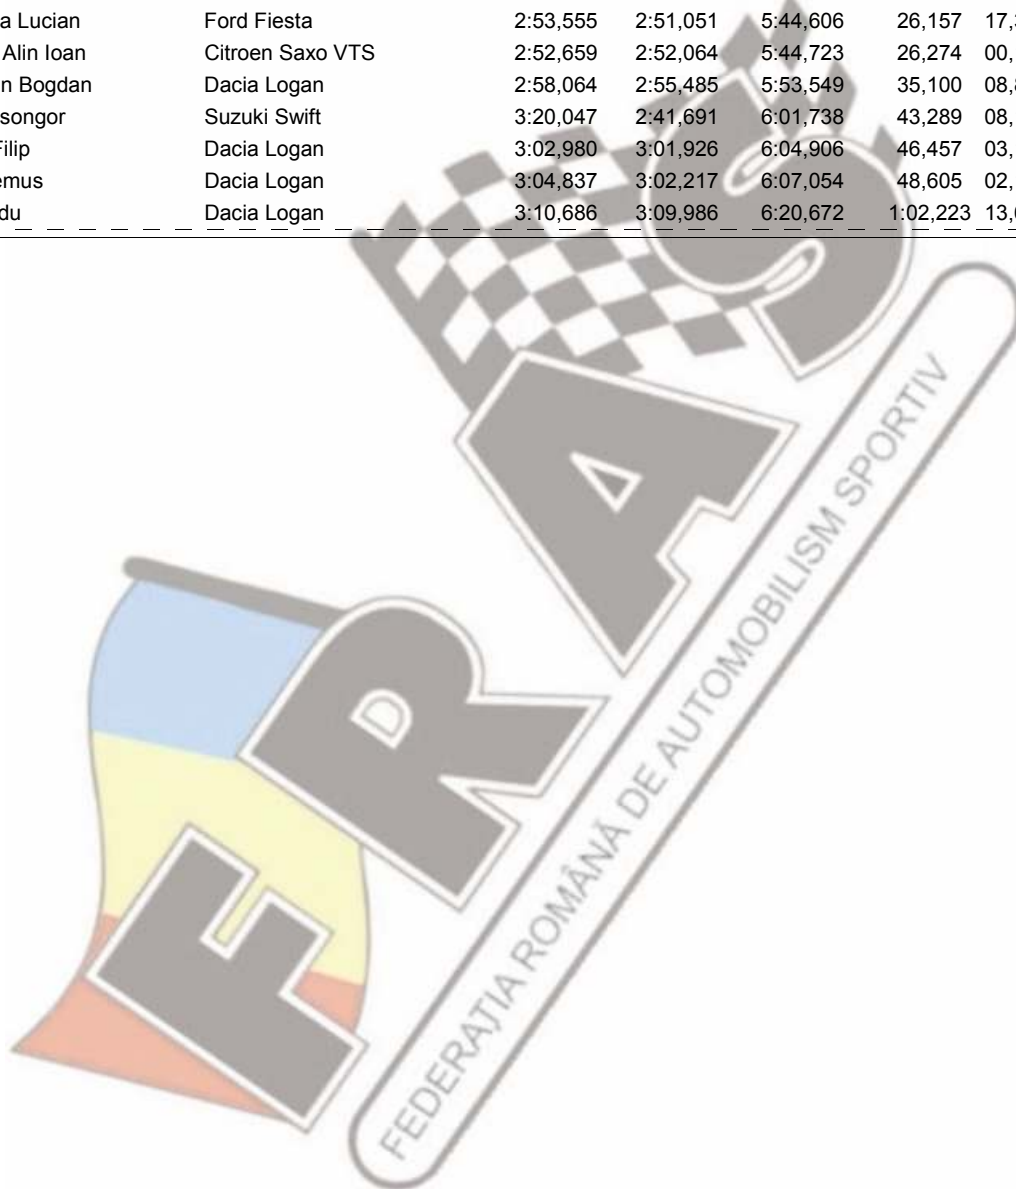 a Lucian Ford Fiesta 2:53,555 2:51,051 5:44,606 26,157 17,
Alin Ioan Citroen Saxo VTS 2:52,659 2:52,064 5:44,723 26,274 00,
n Bogdan Dacia Logan 2:58,064 2:55,485 5:53,549 35,100 08,
songor Suzuki Swift 3:20,047 2:41,691 6:01,738 43,289 08,
Filip Dacia Logan 3:02,980 3:01,926 6:04,906 46,457 03,
emus Dacia Logan 3:04,837 3:02,217 6:07,054 48,605 02,
du Dacia Logan 3:10,686 3:09,986 6:20,672 1:02,223 13,
FRAS
FEDERAȚIA ROMÂNĂ DE AUTOMOBILISM SPORTIV